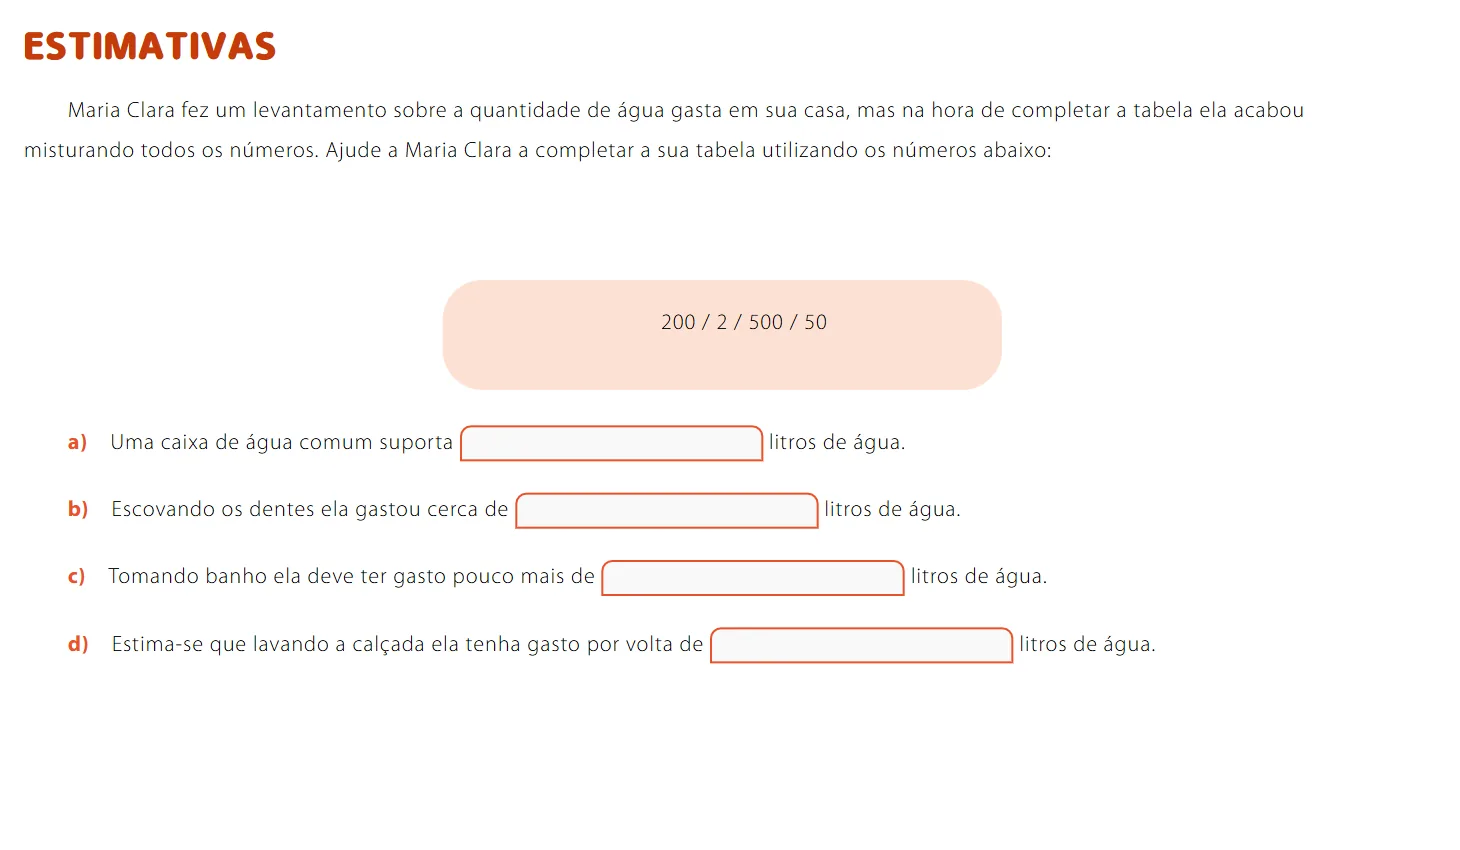 ESTIMATIVAS
Maria Clara fez um levantamento sobre a quantidade de água gasta em sua casa, mas na hora de completar a tabela ela acabou
misturando todos os números. Ajude a Maria Clara a completar a sua tabela utilizando os números abaixo:
200 / 2 / 500 / 50
a) Uma caixa de água comum suporta litros de água.
b) Escovando os dentes ela gastou cerca de litros de água.
c) Tomando banho ela deve ter gasto pouco mais de litros de água.
d) Estima-se que lavando a calçada ela tenha gasto por volta de litros de água.